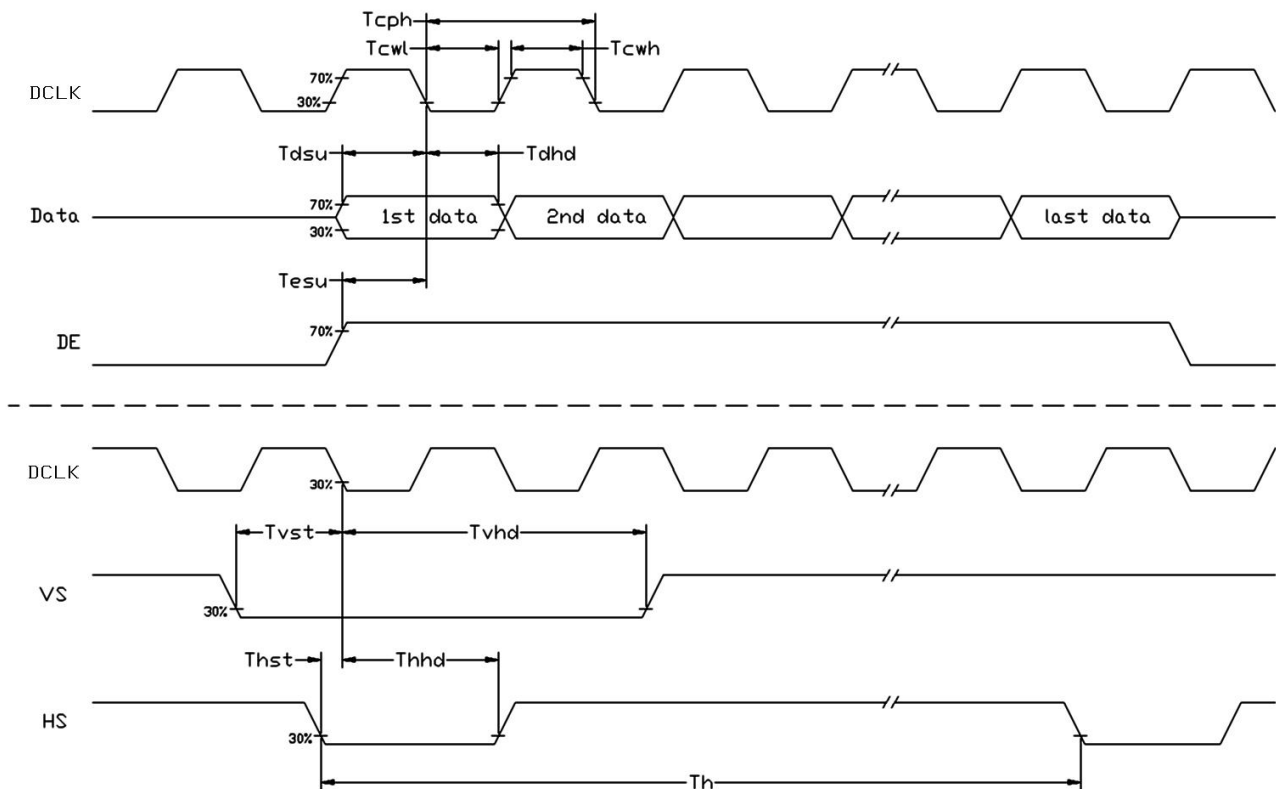 Tcph
Tcwl Tcwh
DCLK 70%
30%
Tdsu Tdhd
Data 70% 1st data 2nd data last data
30%
Tesu
DE 70%
DCLK 30%
Tvst Tvhd
VS 30%
Thst Thhd
HS 30%
Th